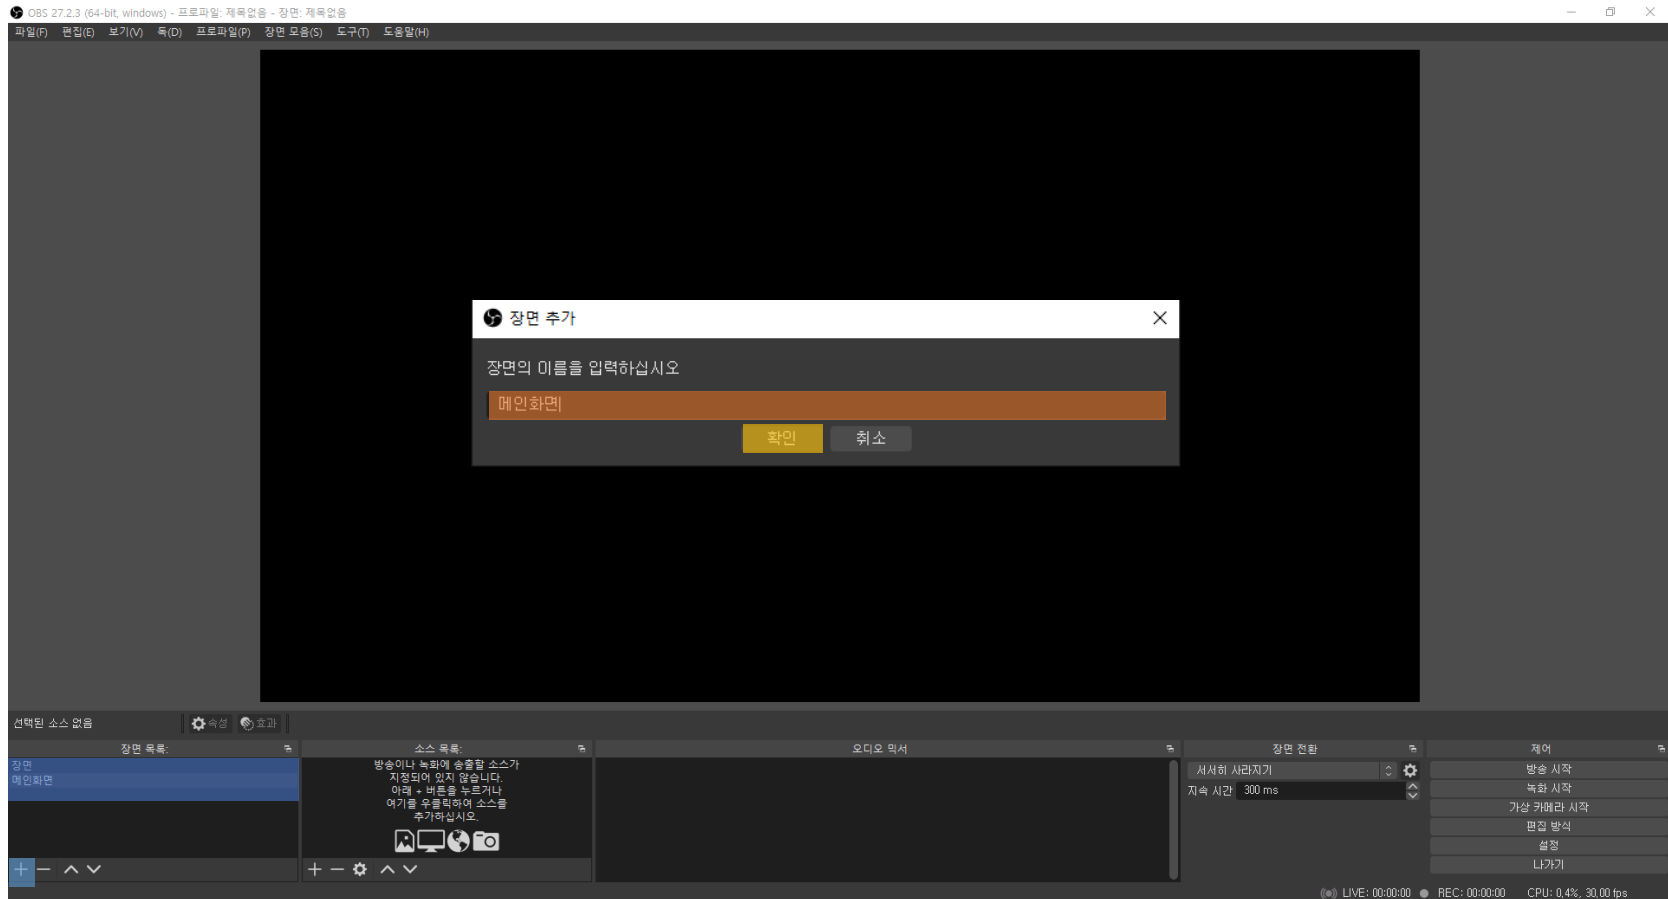 OBS 27.2.3 (64-bit, windows) - 프로파일: 제목없음 - 장면: 제목없음
파일(F) 편집(E) 보기(V) 독(D) 프로파일(P) 장면 모음(S) 도구(T) 도움말(H)
장면 추가
장면의 이름을 입력하십시오
메인화면
확인 취소
선택된 소스 없음 속성 효과
장면 목록:
장면
메인화면
소스 목록:
방송이나 녹화에 송출할 소스가
지정되어 있지 않습니다.
아래 + 버튼을 누르거나
여기를 우클릭하여 소스를
추가하십시오.
오디오 믹서
장면 전환
서서히 사라지기
지속 시간 300 ms
제어
방송 시작
녹화 시작
가상 카메라 시작
편집 방식
설정
나가기
LIVE: 00:00:00 REC: 00:00:00 CPU: 0.4%, 30.00 fps